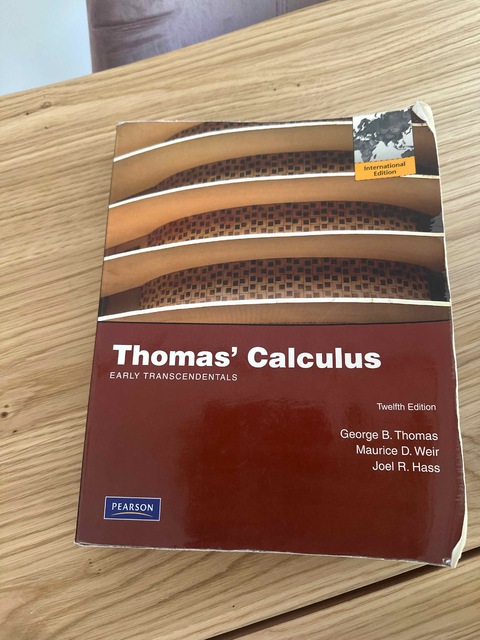 International
Edition
Thomas' Calculus
EARLY TRANSCENDENTALS
Twelfth Edition
George B. Thomas
Maurice D. Weir
Joel R. Hass
PEARSON